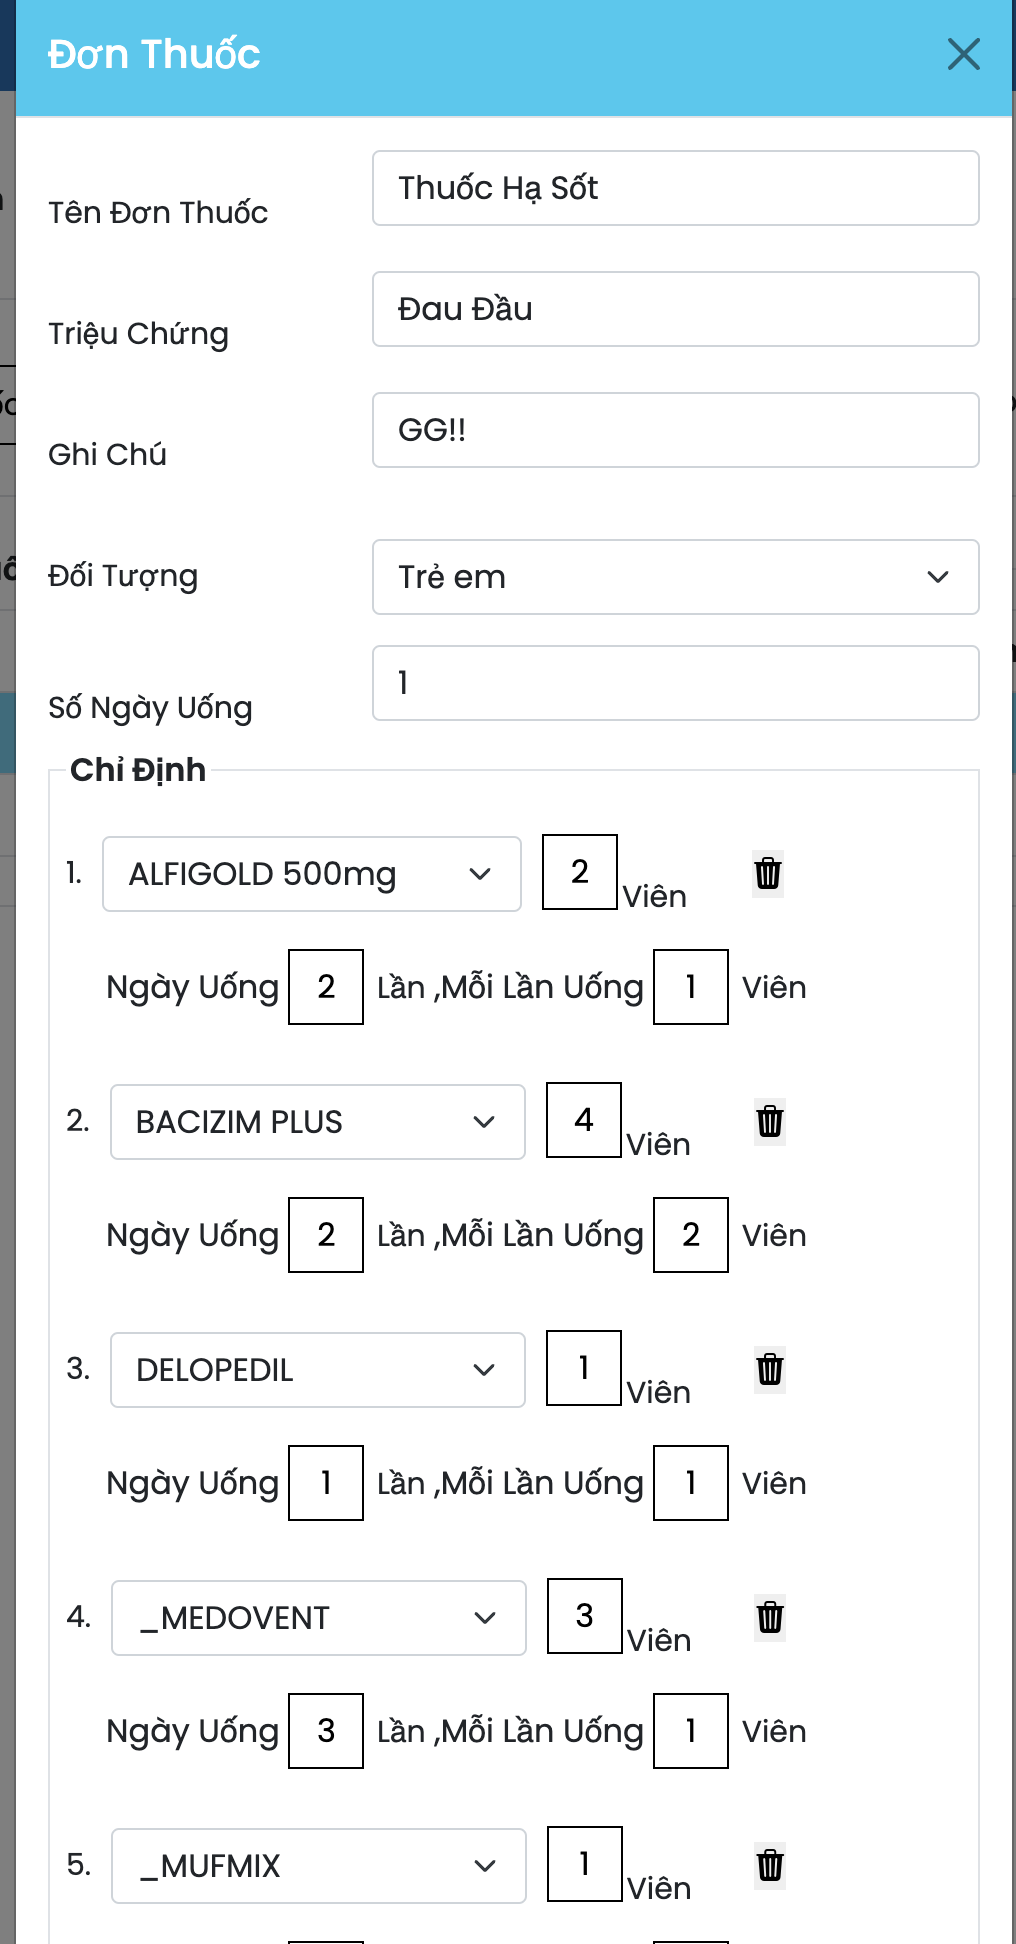 Đơn Thuốc
Tên Đơn Thuốc
Thuốc Hạ Sốt
Triệu Chứng
Đau Đầu
Ghi Chú
GG!!
Đối Tượng
Trẻ em
Số Ngày Uống
1
Chỉ Định
1. ALFIGOLD 500mg 2 Viên
Ngày Uống 2 Lần ,Mỗi Lần Uống 1 Viên
2. BACIZIM PLUS 4 Viên
Ngày Uống 2 Lần ,Mỗi Lần Uống 2 Viên
3. DELOPEDIL 1 Viên
Ngày Uống 1 Lần ,Mỗi Lần Uống 1 Viên
4. _MEDOVENT 3 Viên
Ngày Uống 3 Lần ,Mỗi Lần Uống 1 Viên
5. _MUFMIX 1 Viên